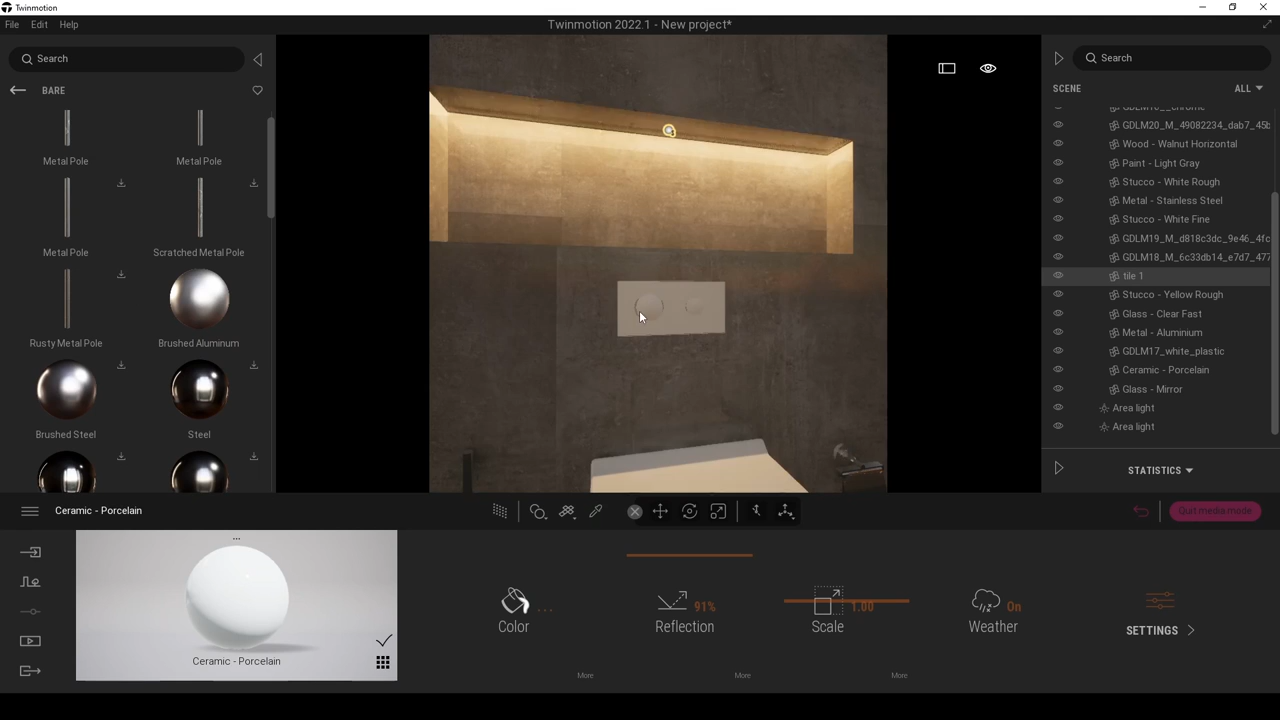 Twinmotion
File Edit Help
Twinmotion 2022.1 - New project*
Search
BARE
Metal Pole
Metal Pole
Metal Pole
Scratched Metal Pole
Rusty Metal Pole
Brushed Aluminum
Brushed Steel
Steel
Search
SCENE
ALL
GDLM20_M_49082234_dab7_45b
Wood - Walnut Horizontal
Paint - Light Gray
Stucco - White Rough
Metal - Stainless Steel
Stucco - White Fine
GDLM19_M_d818c3dc_9e46_4fc
GDLM18_M_6c33db14_e7d7_477
tile 1
Stucco - Yellow Rough
Glass - Clear Fast
Metal - Aluminium
GDLM17_white_plastic
Ceramic - Porcelain
Glass - Mirror
Area light
Area light
STATISTICS
Ceramic - Porcelain
Quit media mode
...
Ceramic - Porcelain
...
Color
More
91%
Reflection
More
1.00
Scale
More
On
Weather
SETTINGS